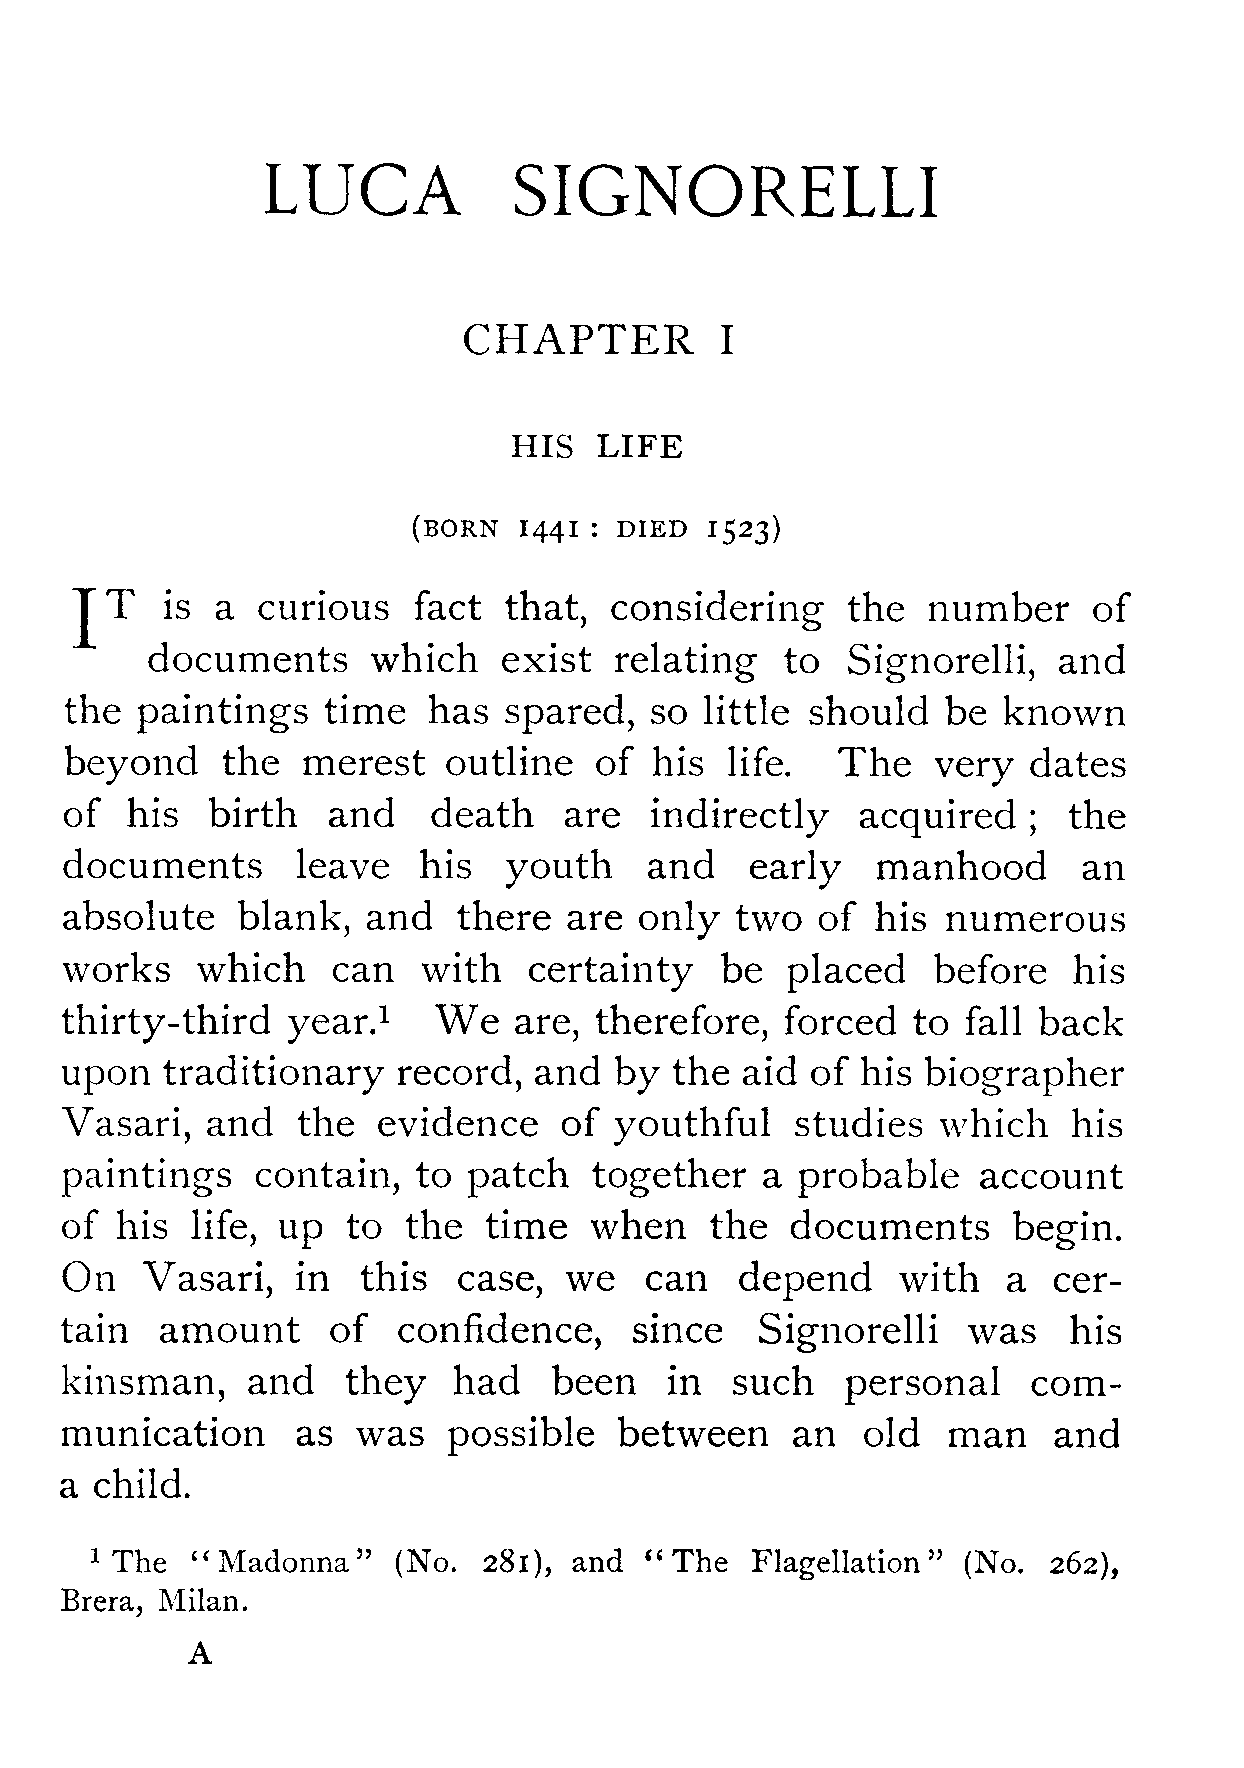 LUCA SIGNORELLI
CHAPTER I
HIS LIFE
(BORN 1441 : DIED 1523)
IT is a curious fact that, considering the number of
documents which exist relating to Signorelli, and
the paintings time has spared, so little should be known
beyond the merest outline of his life. The very dates
of his birth and death are indirectly acquired ; the
documents leave his youth and early manhood an
absolute blank, and there are only two of his numerous
works which can with certainty be placed before his
thirty-third year.¹ We are, therefore, forced to fall back
upon traditionary record, and by the aid of his biographer
Vasari, and the evidence of youthful studies which his
paintings contain, to patch together a probable account
of his life, up to the time when the documents begin.
On Vasari, in this case, we can depend with a cer-
tain amount of confidence, since Signorelli was his
kinsman, and they had been in such personal com-
munication as was possible between an old man and
a child.
¹ The “Madonna” (No. 281), and “The Flagellation” (No. 262),
Brera, Milan.
A